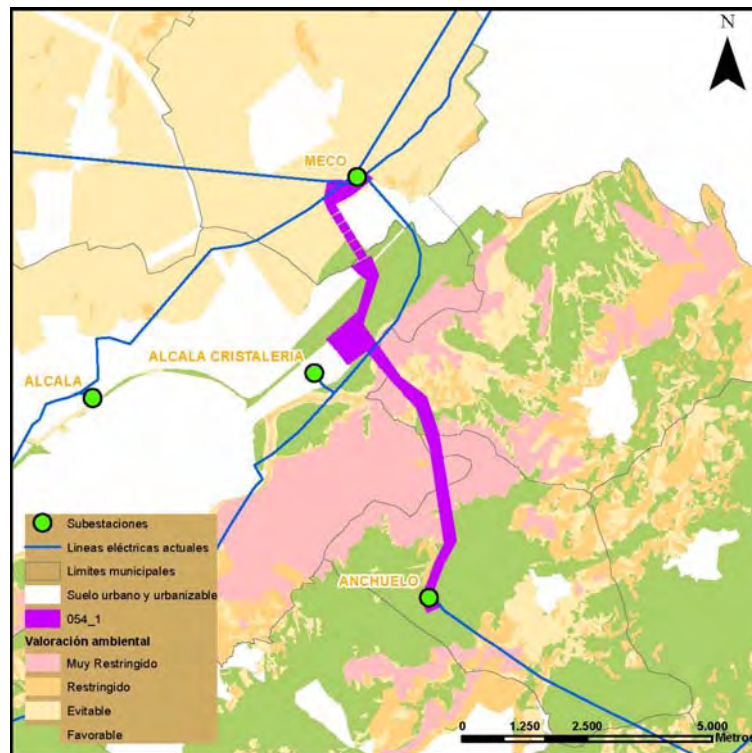 N
MECO
ALCALA CRISTALERIA
ALCALA
ANCHUELO
Subestaciones
Lineas eléctricas actuales
Limites municipales
Suelo urbano y urbanizable
054_1
Valoración ambiental
Muy Restringido
Restringido
Evitable
Favorable
0 1.250 2.500 5.000
Metros